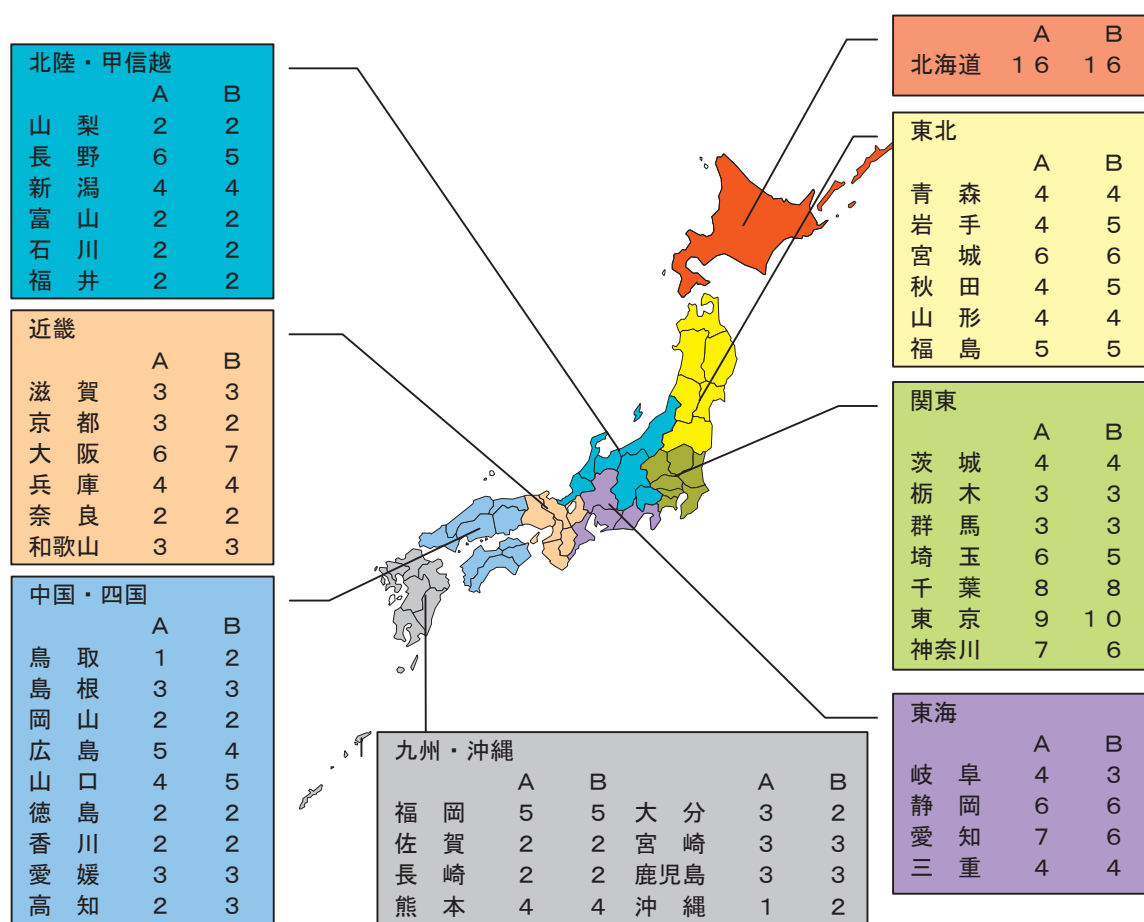 北陸・甲信越
A B
山梨 2 2
長野 6 5
新潟 4 4
富山 2 2
石川 2 2
福井 2 2
近畿
A B
滋賀 3 3
京都 3 2
大阪 6 7
兵庫 4 4
奈良 2 2
和歌山 3 3
中国・四国
A B
鳥取 1 2
島根 3 3
岡山 2 2
広島 5 4
山口 4 5
徳島 2 2
香川 2 2
愛媛 3 3
高知 2 3
九州・沖縄
A B A B
福岡 5 5 大分 3 2
佐賀 2 2 宮崎 3 3
長崎 2 2 鹿児島 3 3
熊本 4 4 沖縄 1 2
A B
北海道 16 16
東北
A B
青森 4 4
岩手 4 5
宮城 6 6
秋田 4 5
山形 4 4
福島 5 5
関東
A B
茨城 4 4
栃木 3 3
群馬 3 3
埼玉 6 5
千葉 8 8
東京 9 10
神奈川 7 6
東海
A B
岐阜 4 3
静岡 6 6
愛知 7 6
三重 4 4